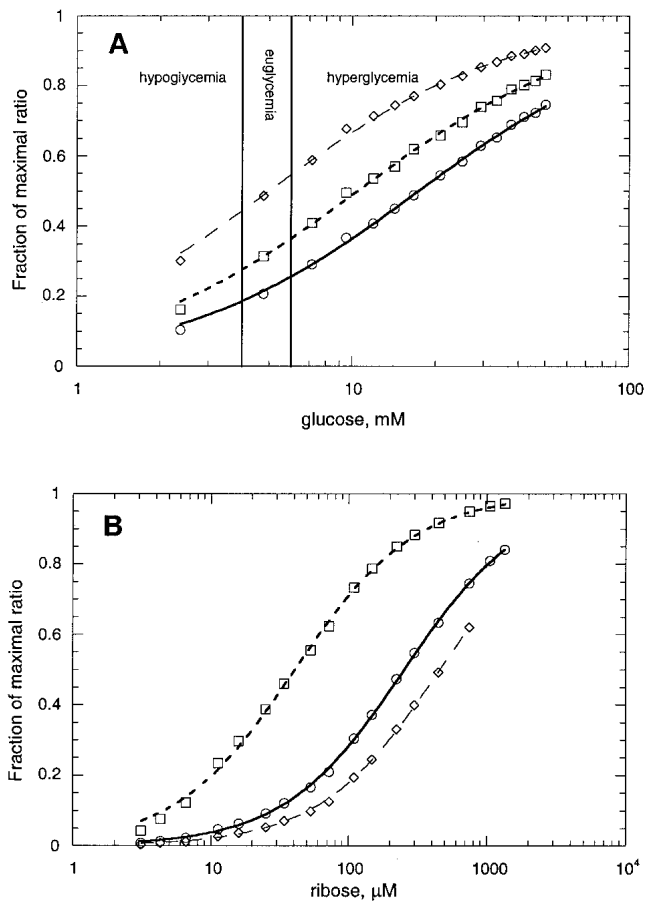 A
hypoglycemia
euglycemia
hyperglycemia
Fraction of maximal ratio
1
0.8
0.6
0.4
0.2
0
1
10
100
glucose, mM
B
Fraction of maximal ratio
1
0.8
0.6
0.4
0.2
0
1
10
100
1000
10⁴
ribose, μM